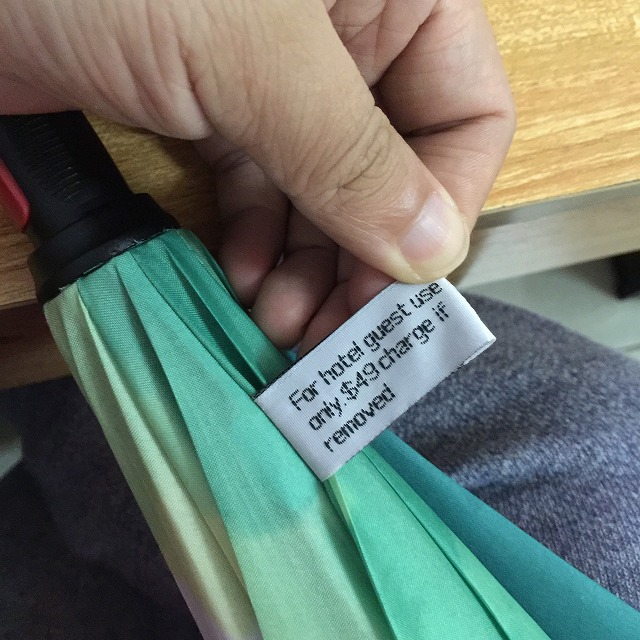 For hotel guest use
only. $49 charge if
removed